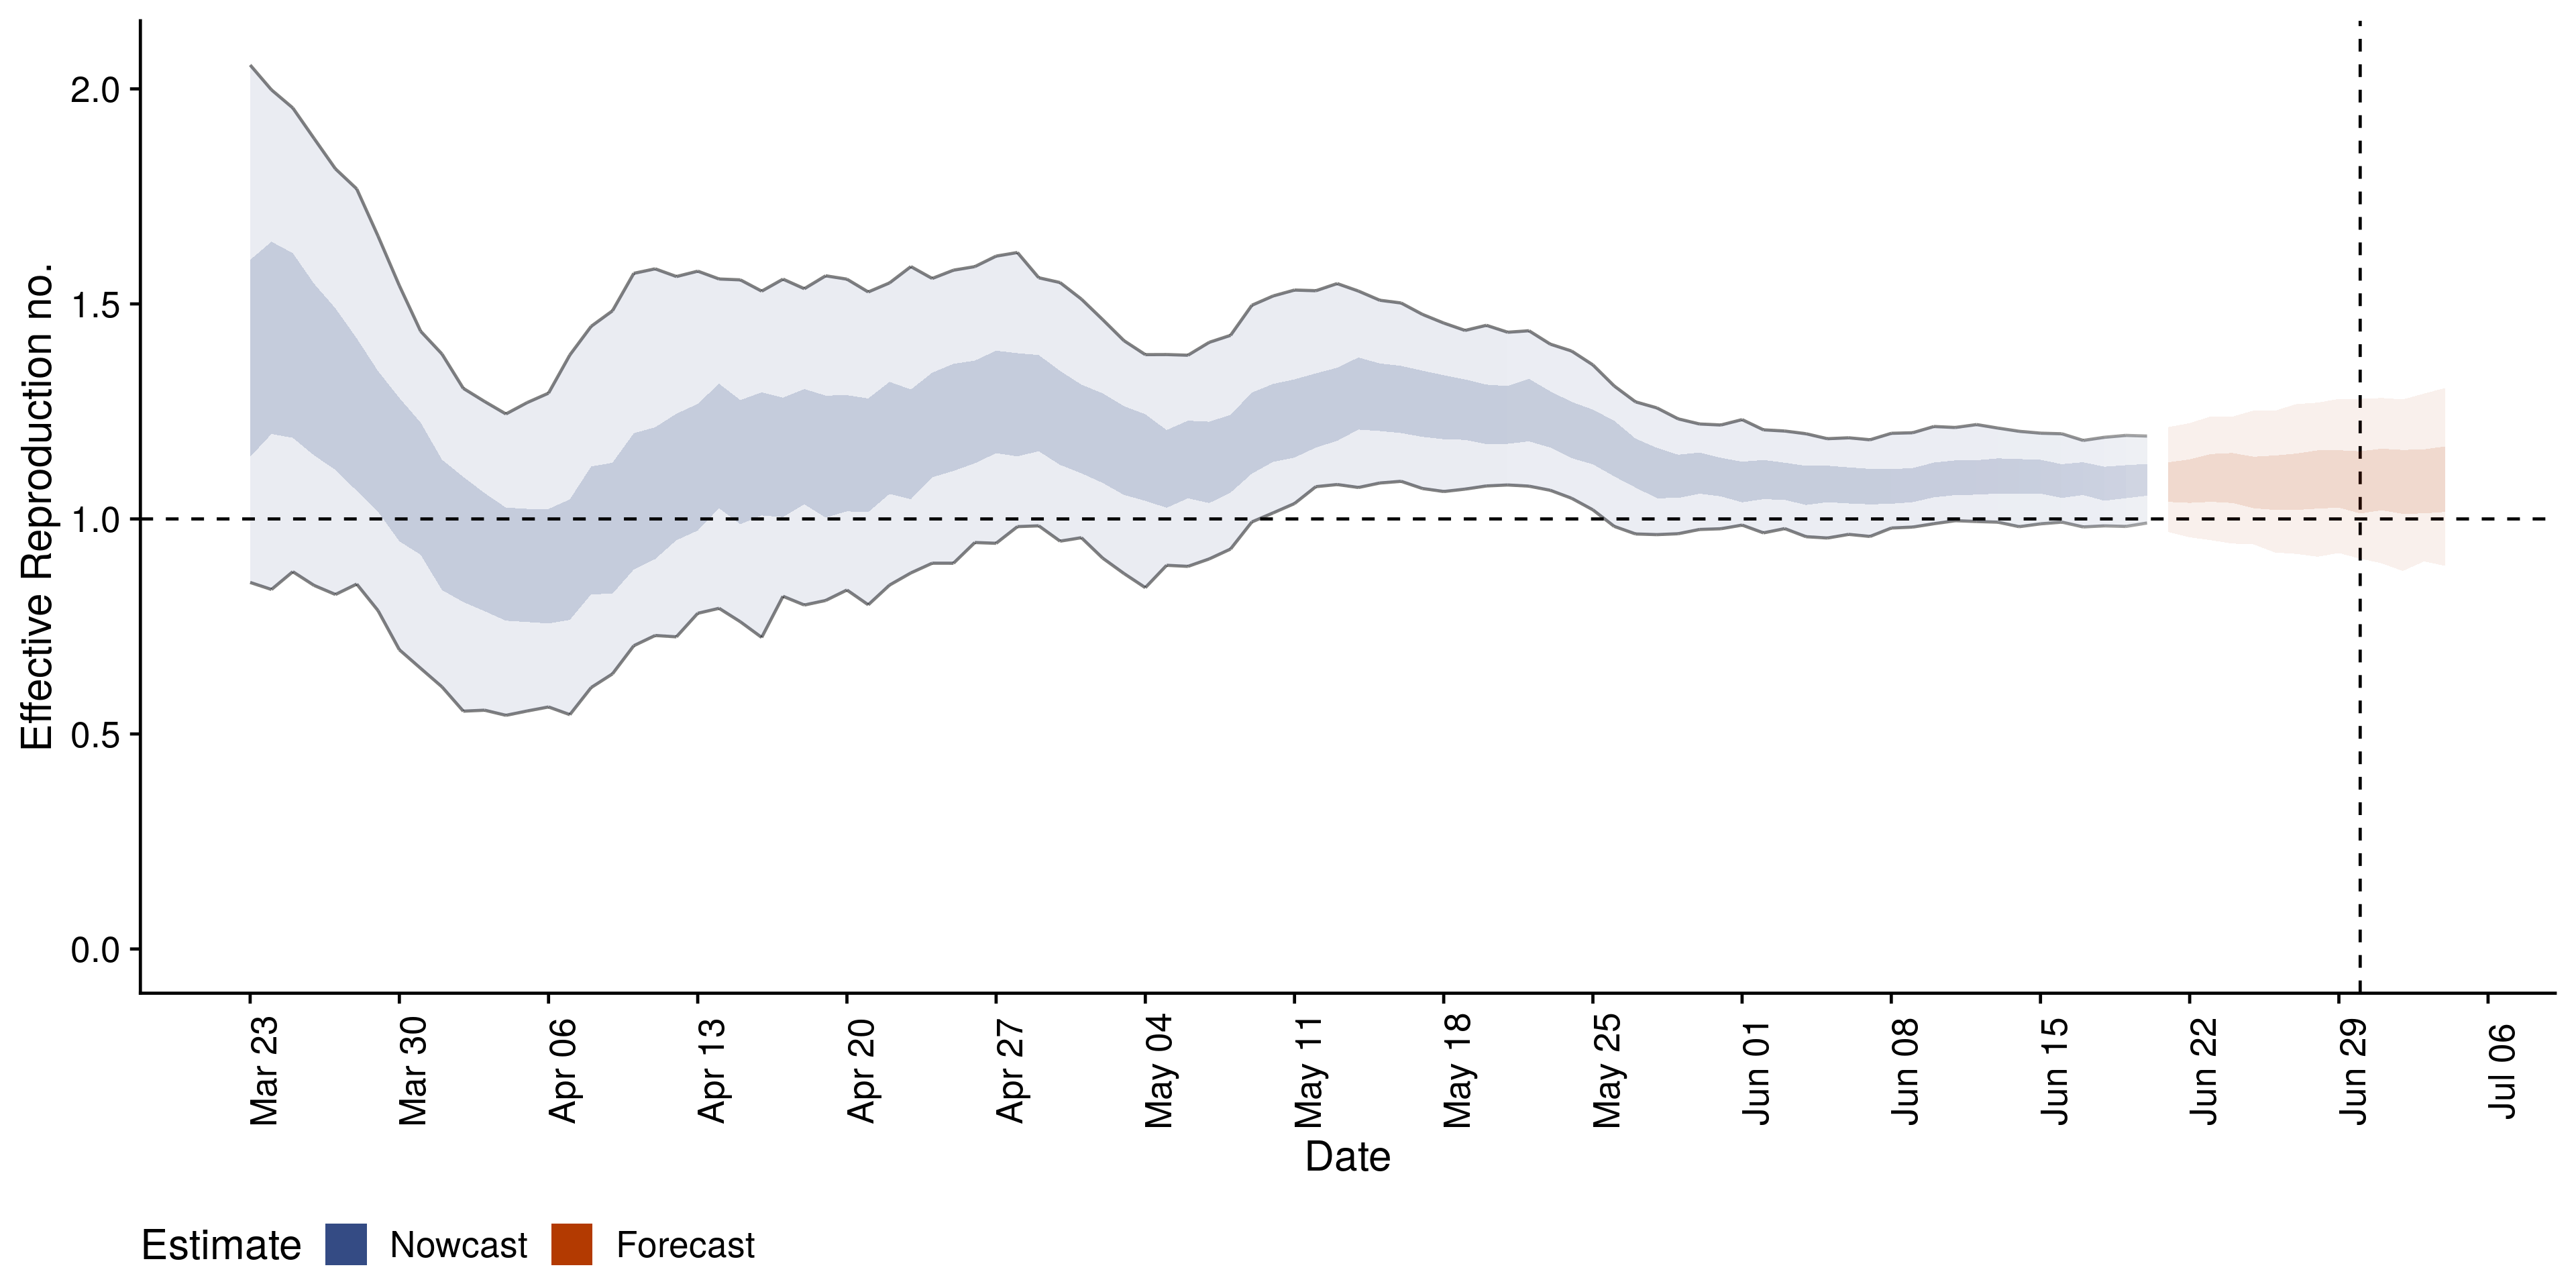 Effective Reproduction no.
2.0
1.5
1.0
0.5
0.0
Mar 23
Mar 30
Apr 06
Apr 13
Apr 20
Apr 27
May 04
May 11
May 18
May 25
Jun 01
Jun 08
Jun 15
Jun 22
Jun 29
Jul 06
Date
Estimate Nowcast Forecast